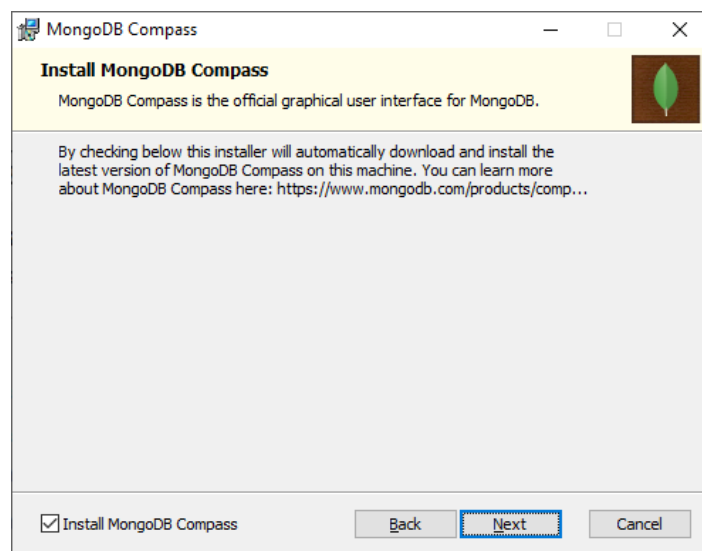 MongoDB Compass
Install MongoDB Compass
MongoDB Compass is the official graphical user interface for MongoDB.
By checking below this installer will automatically download and install the
latest version of MongoDB Compass on this machine. You can learn more
about MongoDB Compass here: https://www.mongodb.com/products/comp...
Install MongoDB Compass
Back
Next
Cancel